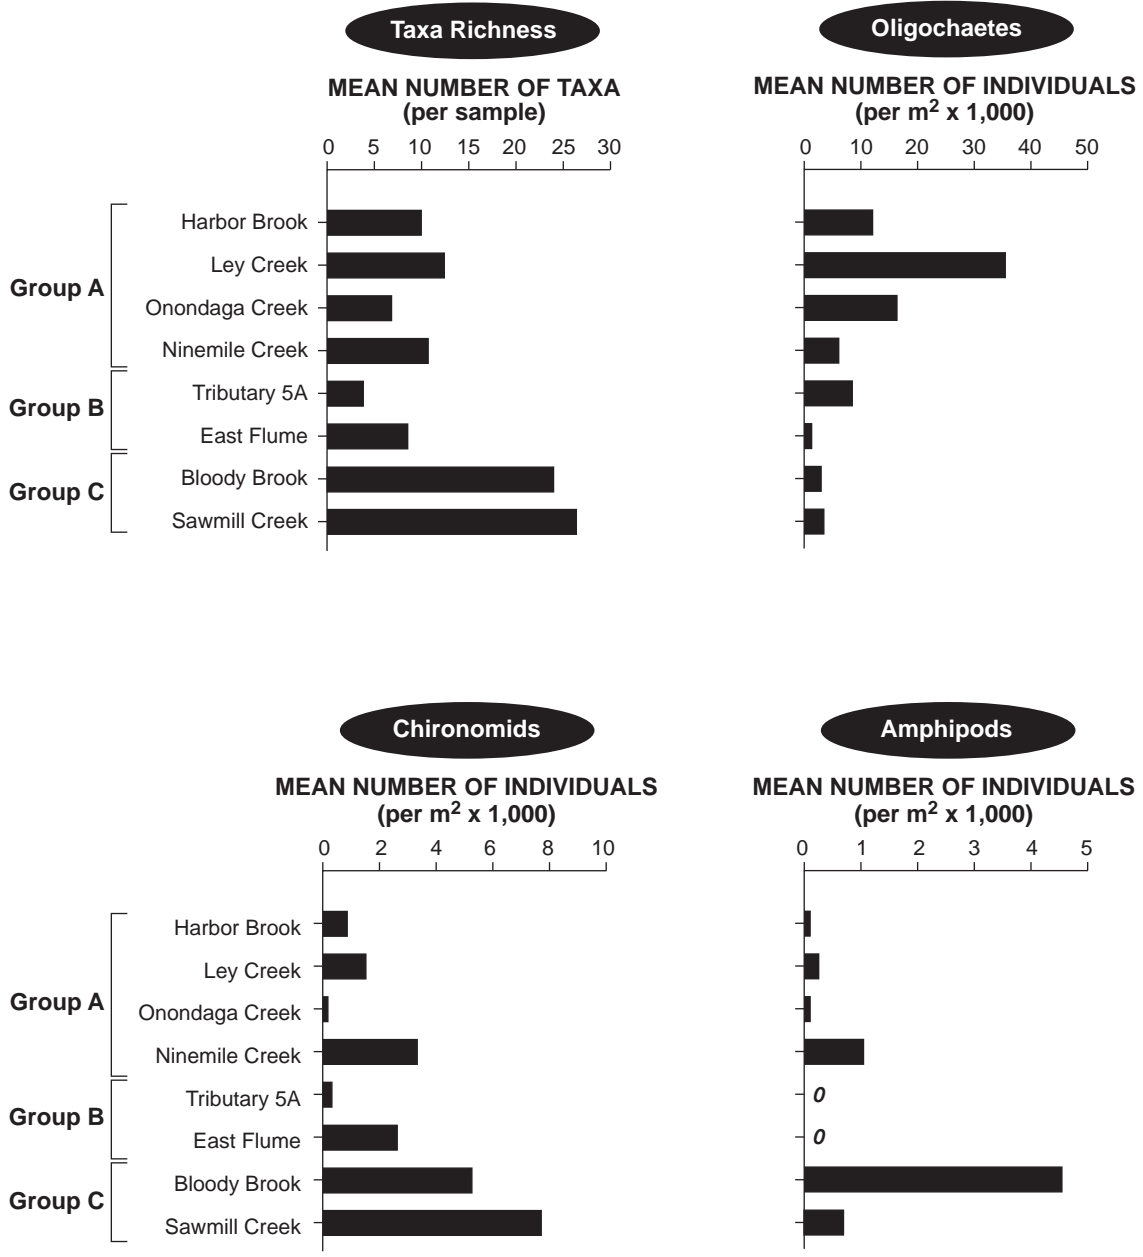 Taxa Richness
MEAN NUMBER OF TAXA
(per sample)
0 5 10 15 20 25 30
Group A
Harbor Brook
Ley Creek
Onondaga Creek
Ninemile Creek
Group B
Tributary 5A
East Flume
Group C
Bloody Brook
Sawmill Creek
Oligochaetes
MEAN NUMBER OF INDIVIDUALS
(per m2 x 1,000)
0 10 20 30 40 50
Chironomids
MEAN NUMBER OF INDIVIDUALS
(per m2 x 1,000)
0 2 4 6 8 10
Group A
Harbor Brook
Ley Creek
Onondaga Creek
Ninemile Creek
Group B
Tributary 5A
East Flume
Group C
Bloody Brook
Sawmill Creek
Amphipods
MEAN NUMBER OF INDIVIDUALS
(per m2 x 1,000)
0 1 2 3 4 5
0
0